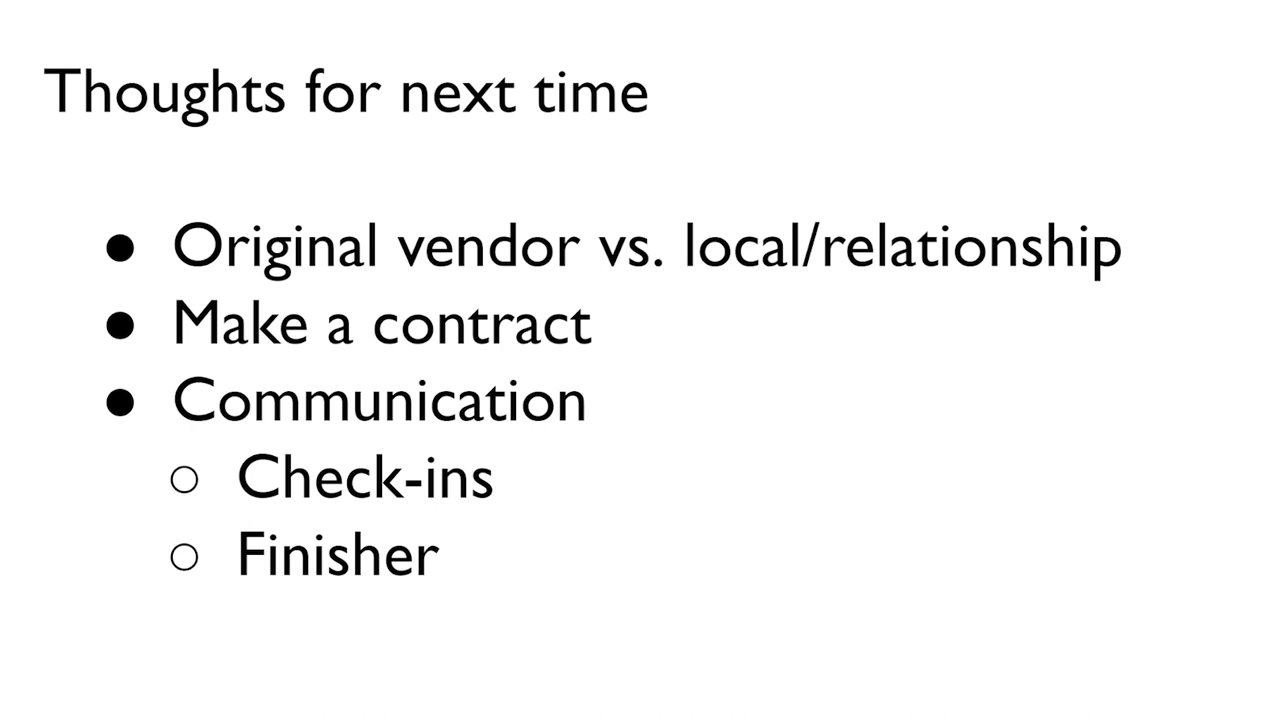 Thoughts for next time
● Original vendor vs. local/relationship
● Make a contract
● Communication
○ Check-ins
○ Finisher